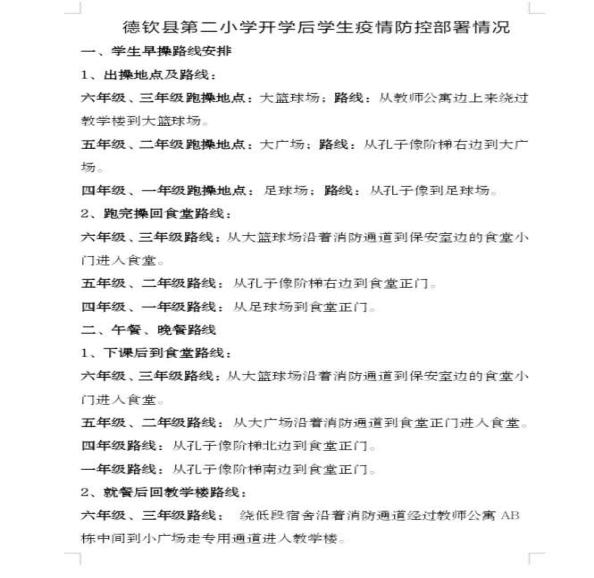 德钦县第二小学开学后学生疫情防控部署情况
一、学生早操路线安排
1、出操地点及路线：
六年级、三年级跑操地点：大篮球场；路线：从教师公寓边上来绕过
教学楼到大篮球场。
五年级、二年级跑操地点：大广场；路线：从孔子像阶梯右边到大广
场。
四年级、一年级跑操地点：足球场；路线：从孔子像到足球场。
2、跑完操回食堂路线：
六年级、三年级路线：从大篮球场沿着消防通道到保安室边的食堂小
门进入食堂。
五年级、二年级路线：从孔子像阶梯右边到食堂正门。
四年级、一年级路线：从足球场到食堂正门。
二、午餐、晚餐路线
1、下课后到食堂路线：
六年级、三年级路线：从大篮球场沿着消防通道到保安室边的食堂小
门进入食堂。
五年级、二年级路线：从大广场沿着消防通道到食堂正门进入食堂。
四年级路线：从孔子像阶梯北边到食堂正门。
一年级路线：从孔子像阶梯南边到食堂正门。
2、就餐后回教学楼路线：
六年级、三年级路线： 绕低段宿舍沿着消防通道经过教师公寓 AB
栋中间到小广场走专用通道进入教学楼。